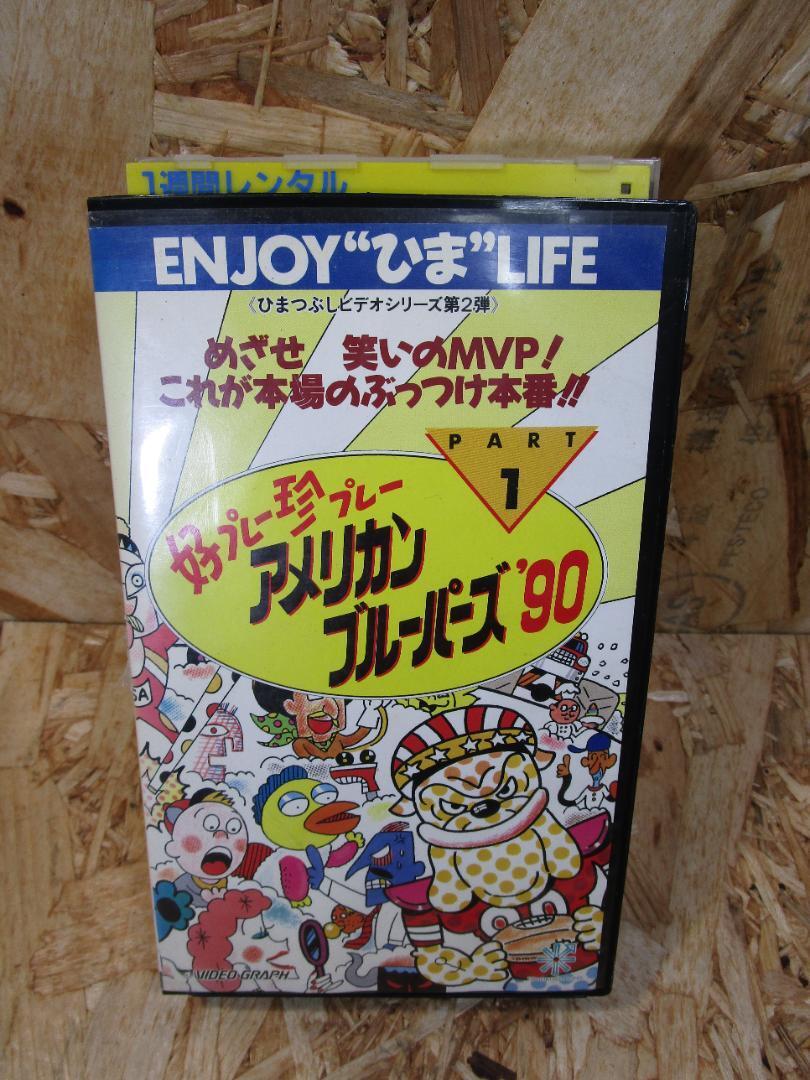 1週間レンタル
ENJOY“ひま”LIFE
《ひまつぶしビデオシリーズ第2弾》
めざせ 笑いのMVP!
これが本場のぶっつけ本番!!
PART
1
好プレー珍プレー
アメリカン
ブルーパーズ'90
SA
VIDEO GRAPH